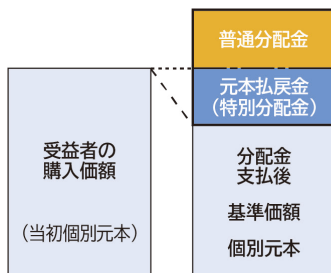 普通分配金
元本払戻金
（特別分配金）
受益者の
購入価額
（当初個別元本）
分配金
支払後
基準価額
個別元本